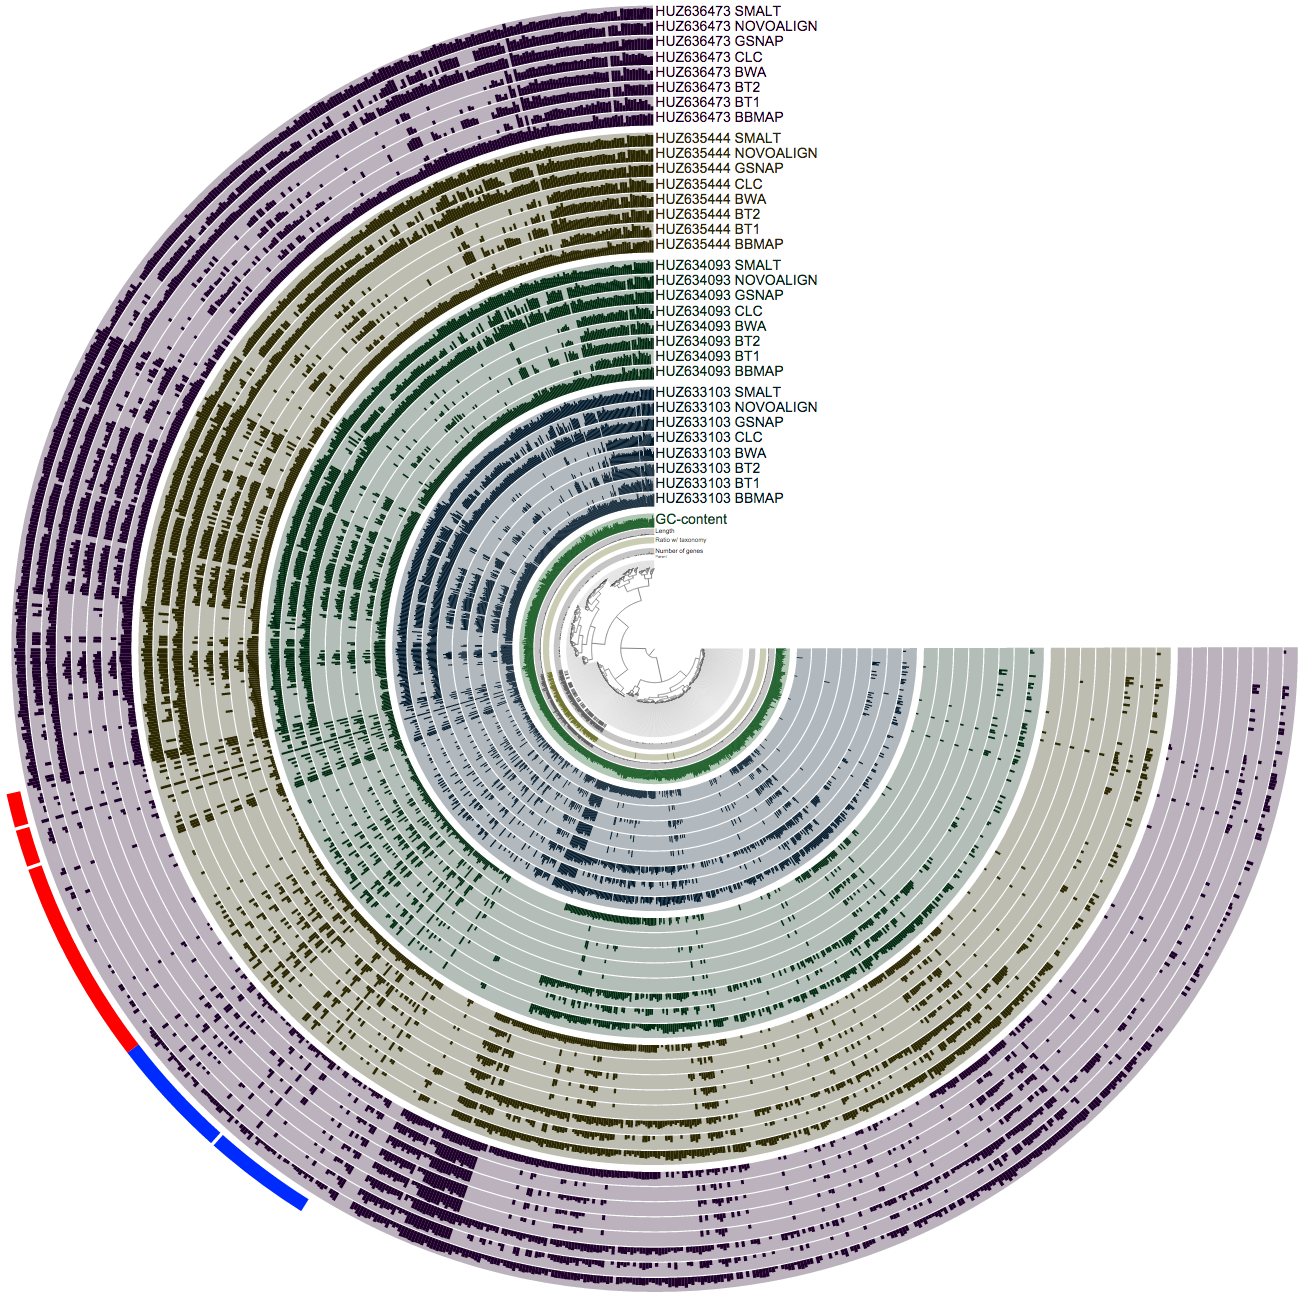 HUZ636473 SMALT
HUZ636473 NOVOALIGN
HUZ636473 GSNAP
HUZ636473 CLC
HUZ636473 BWA
HUZ636473 BT2
HUZ636473 BT1
HUZ636473 BBMAP
HUZ635444 SMALT
HUZ635444 NOVOALIGN
HUZ635444 GSNAP
HUZ635444 CLC
HUZ635444 BWA
HUZ635444 BT2
HUZ635444 BT1
HUZ635444 BBMAP
HUZ634093 SMALT
HUZ634093 NOVOALIGN
HUZ634093 GSNAP
HUZ634093 CLC
HUZ634093 BWA
HUZ634093 BT2
HUZ634093 BT1
HUZ634093 BBMAP
HUZ633103 SMALT
HUZ633103 NOVOALIGN
HUZ633103 GSNAP
HUZ633103 CLC
HUZ633103 BWA
HUZ633103 BT2
HUZ633103 BT1
HUZ633103 BBMAP
GC-content
Length
Ratio w/ taxonomy
Number of genes